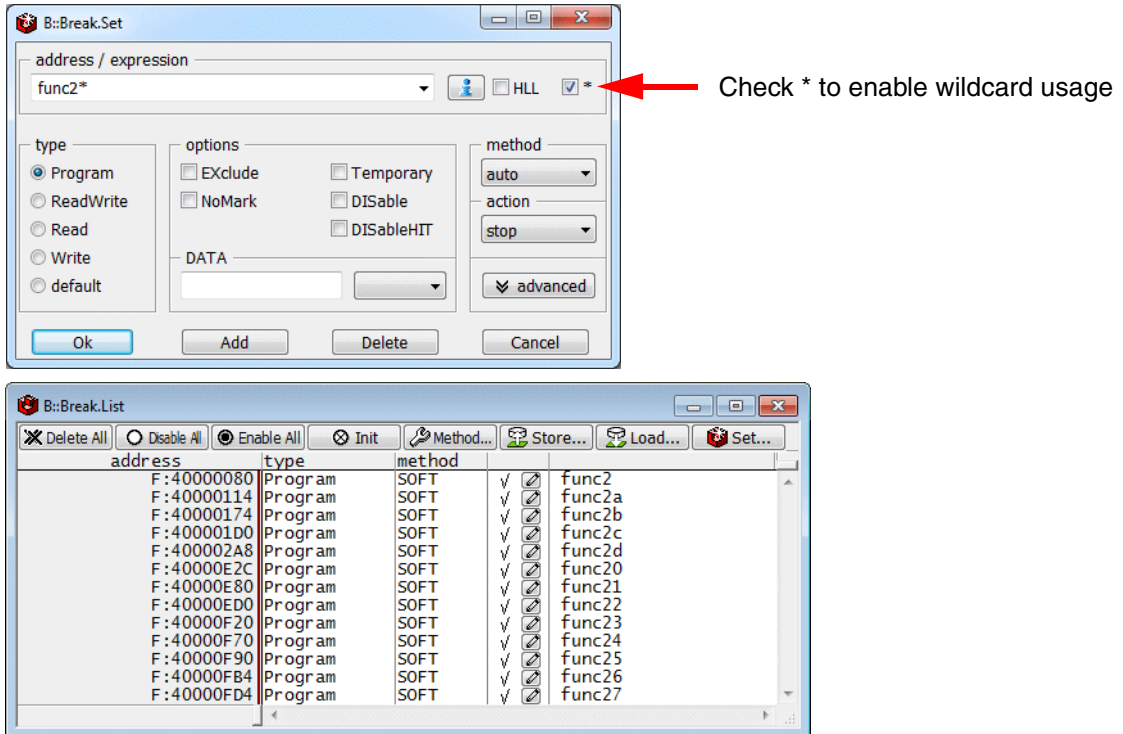 B::Break.Set
address / expression
func2*
HLL
*
Check * to enable wildcard usage
type
options
method
Program
EXclude
Temporary
auto
ReadWrite
NoMark
DISable
action
Read
DISableHIT
stop
Write
DATA
default
advanced
Ok
Add
Delete
Cancel
B::Break.List
Delete All
Disable All
Enable All
Init
Method...
Store...
Load...
Set...
address type method
F:40000080 Program SOFT √ func2
F:40000114 Program SOFT √ func2a
F:40000174 Program SOFT √ func2b
F:400001D0 Program SOFT √ func2c
F:400002A8 Program SOFT √ func2d
F:40000E2C Program SOFT √ func20
F:40000E80 Program SOFT √ func21
F:40000ED0 Program SOFT √ func22
F:40000F20 Program SOFT √ func23
F:40000F70 Program SOFT √ func24
F:40000F90 Program SOFT √ func25
F:40000FB4 Program SOFT √ func26
F:40000FD4 Program SOFT √ func27